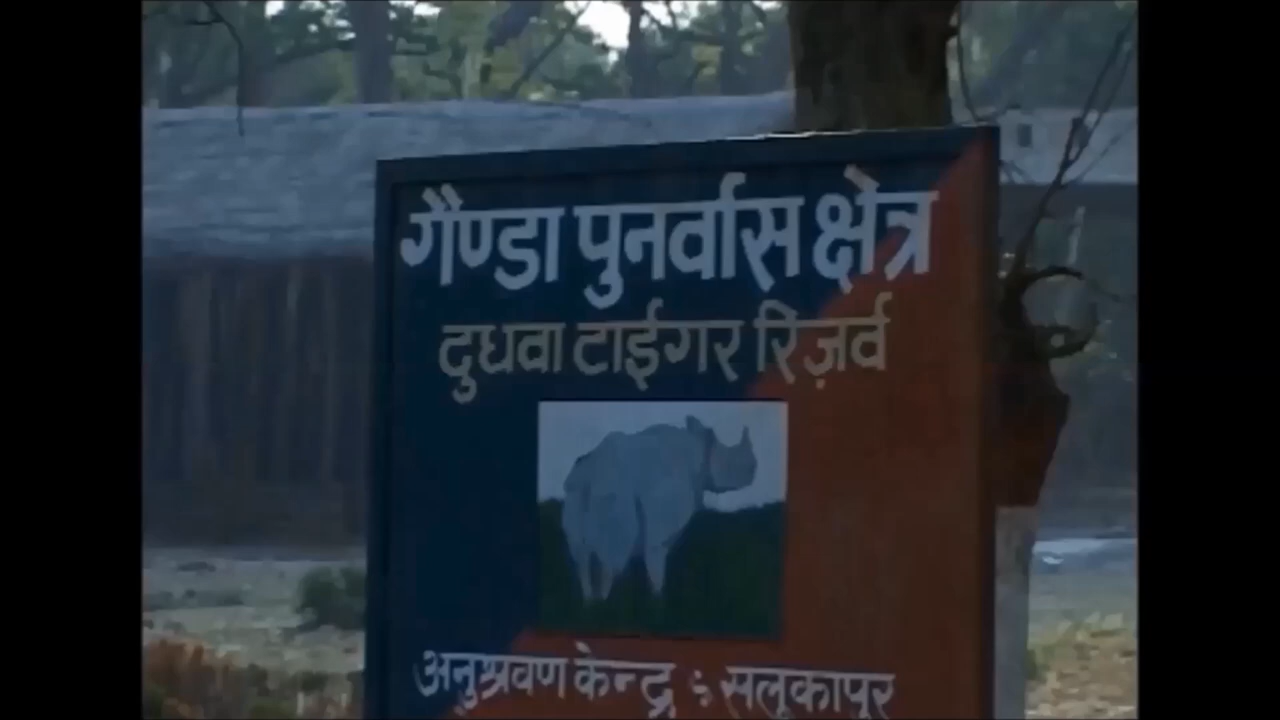 गैण्डा पुनर्वास क्षेत्र
दुधवा टाईगर रिज़र्व
अनुश्रवण केन्द्र : सलूकापुर